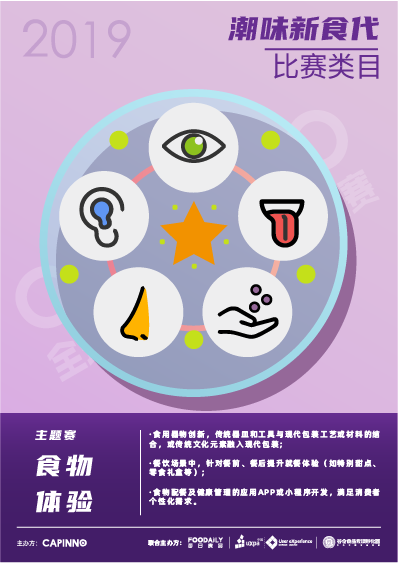 2019
潮味新食代
比赛类目
主题赛
食物
体验
·食用器物创新，传统器皿和工具与现代包装工艺或材料的结
合，或传统文化元素融入现代包装；
·餐饮场景中，针对餐前、餐后提升就餐体验（如特别甜点、
零食礼盒等）；
·食物配餐及健康管理的应用APP或小程序开发，满足消费者
个性化需求。
主办方： CAPINNO 联合主办方： FOODAILY 每日食品 uxpa User eXperience